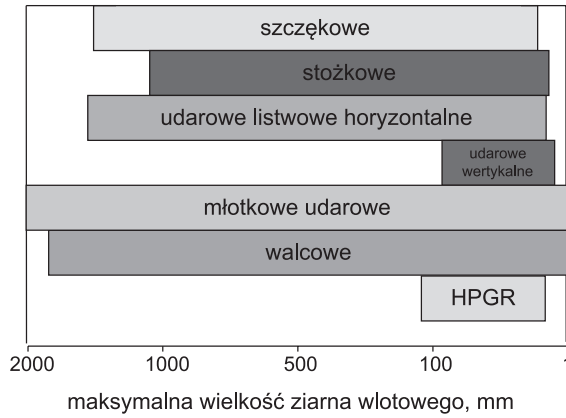 szczękowe
stożkowe
udarowe listwowe horyzontalne
udarowe
wertykalne
młotkowe udarowe
walcowe
HPGR
2000 1000 500 100 1
maksymalna wielkość ziarna wlotowego, mm